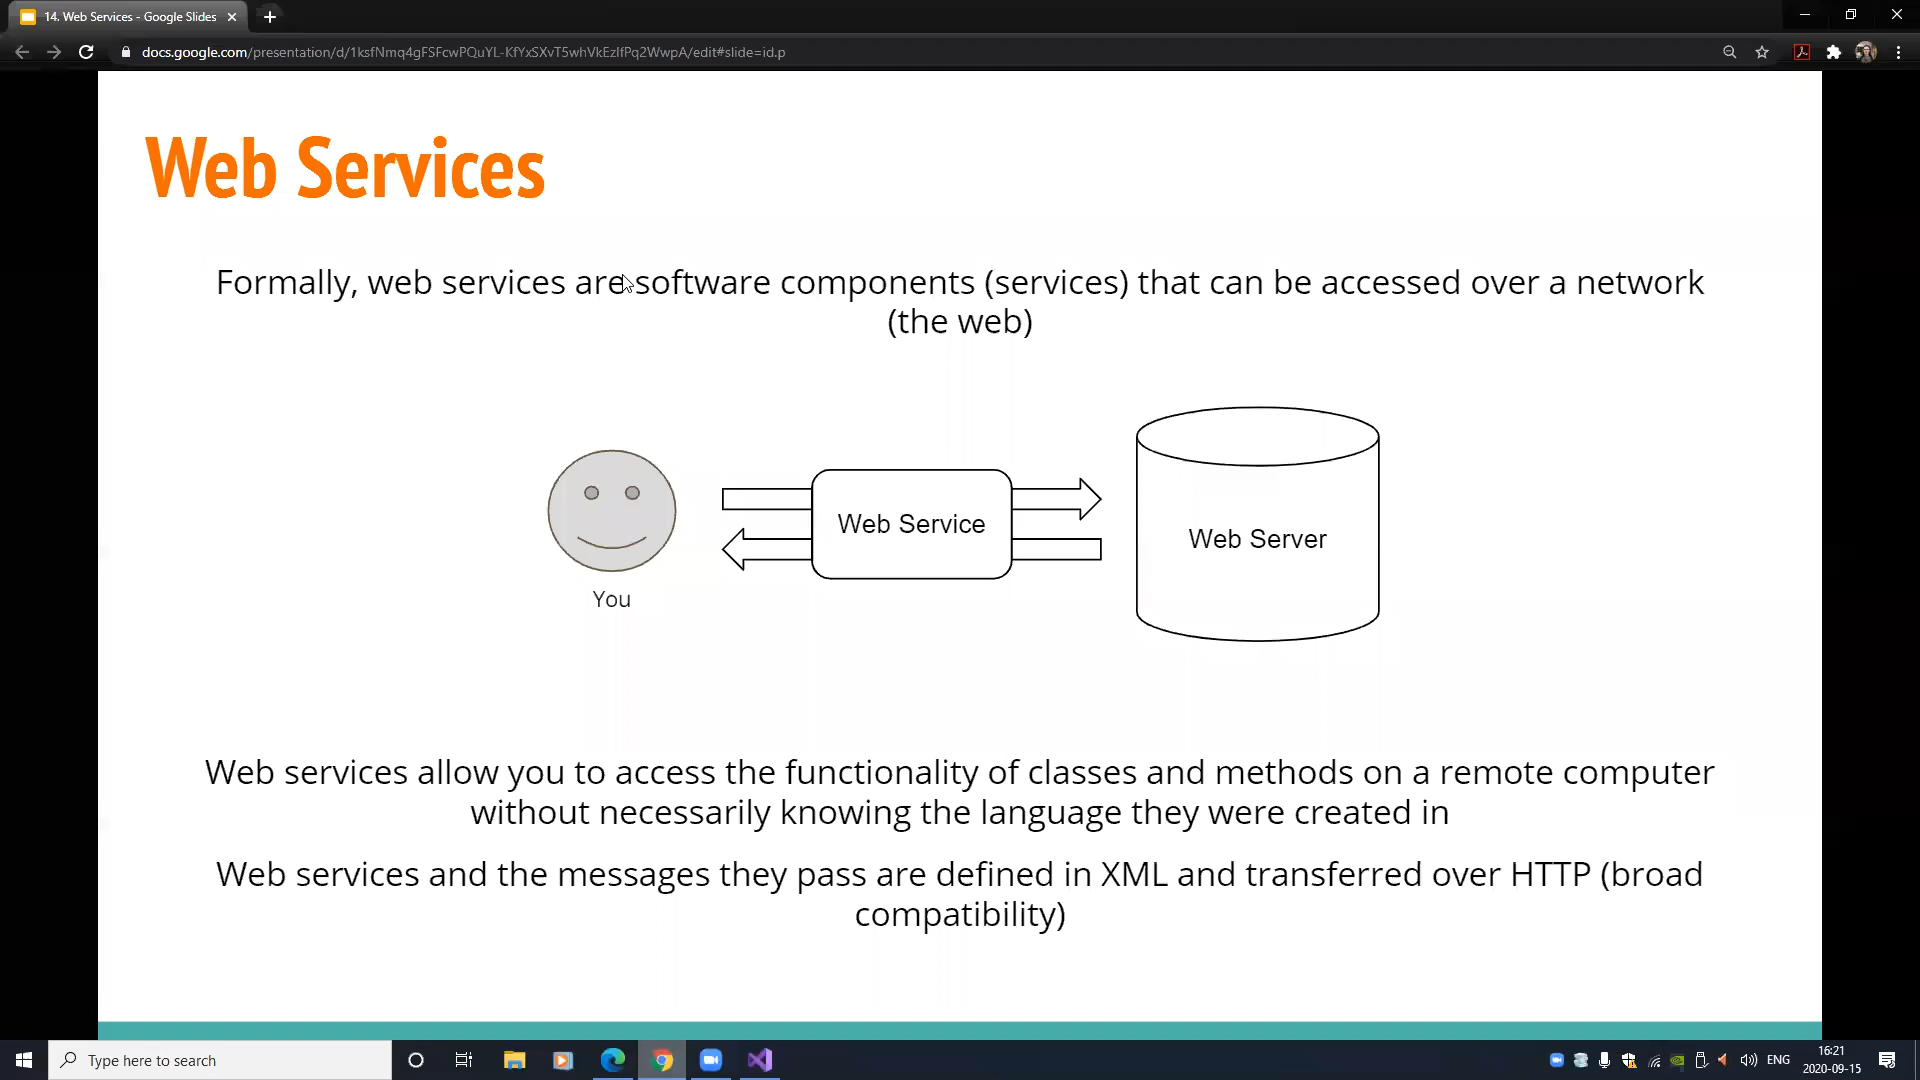 14. Web Services - Google Slides
docs.google.com/presentation/d/1ksfNmq4gFSFcwPQuYL-KfYxSXvT5whVkEzlfPq2WwpA/edit#slide=id.p
Web Services
Formally, web services are software components (services) that can be accessed over a network
(the web)
You
Web Service
Web Server
Web services allow you to access the functionality of classes and methods on a remote computer
without necessarily knowing the language they were created in
Web services and the messages they pass are defined in XML and transferred over HTTP (broad
compatibility)
Type here to search
ENG
16:21
2020-09-15